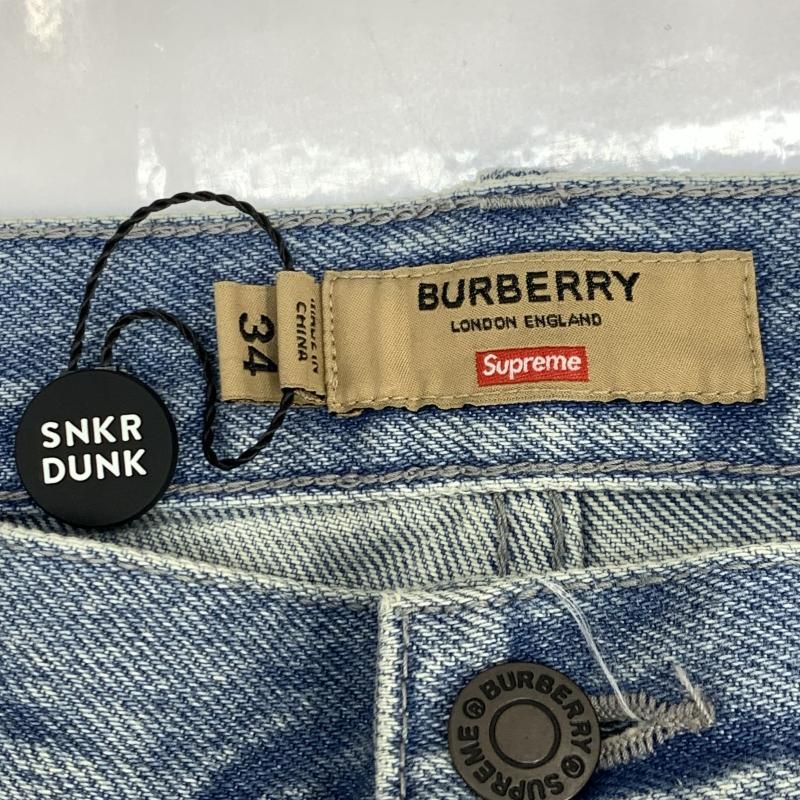 BURBERRY
LONDON ENGLAND
Supreme
34
MADE IN
CHINA
SNKR
DUNK
BURBERRY ® SUPREME ®